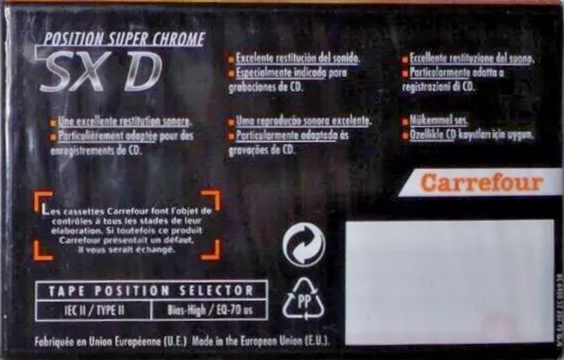 POSITION SUPER CHROME
SX D
Excelente restitución del sonido.
Especialmente indicado para
grabaciones de CD.
Eccellente restituzione del suono.
Particolarmente adatta a
registrazioni di CD.
Une excellente restitution sonore.
Particulièrement adaptée pour des
enregistrements de CD.
Uma reprodução sonora excelente.
Particularmente adaptada ás
gravações de CD.
Mükemmel ses.
Özellikle CD kayıtları için uygun.
Carrefour
Les cassettes Carrefour font l'objet de
contrôles à tous les stades de leur
élaboration. Si toutefois ce produit
Carrefour présentait un défaut,
il vous serait échangé.
PP
TAPE POSITION SELECTOR
IEC II / TYPE II
Bias-High / EQ-70 us
Fabriquée en Union Européenne (U.E.) Made in the European Union (E.U.).